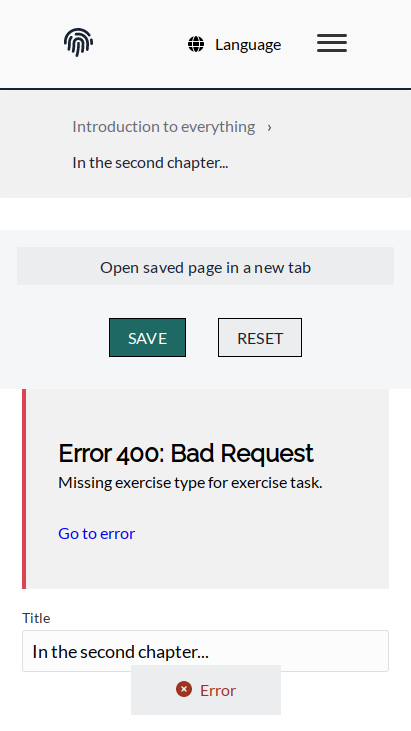 Language
Introduction to everything ›
In the second chapter...
Open saved page in a new tab
SAVE RESET
Error 400: Bad Request
Missing exercise type for exercise task.
Go to error
Title
In the second chapter...
Error